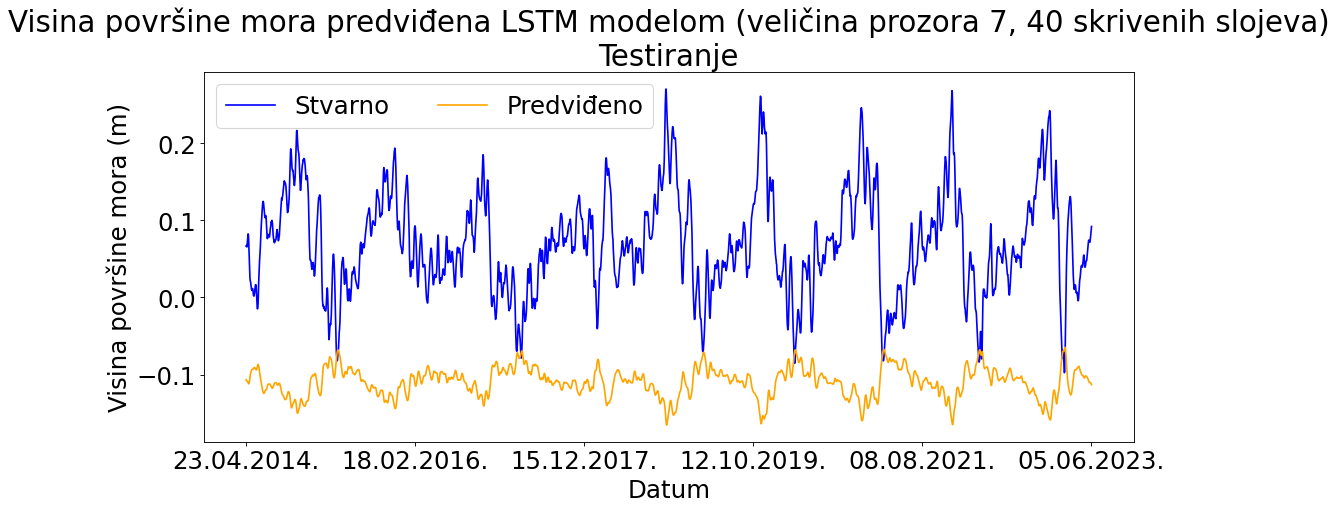 Visina površine mora predviđena LSTM modelom (veličina prozora 7, 40 skrivenih slojeva)
Testiranje
Stvarno Predviđeno
Visina površine mora (m)
0.2
0.1
0.0
−0.1
23.04.2014. 18.02.2016. 15.12.2017. 12.10.2019. 08.08.2021. 05.06.2023.
Datum